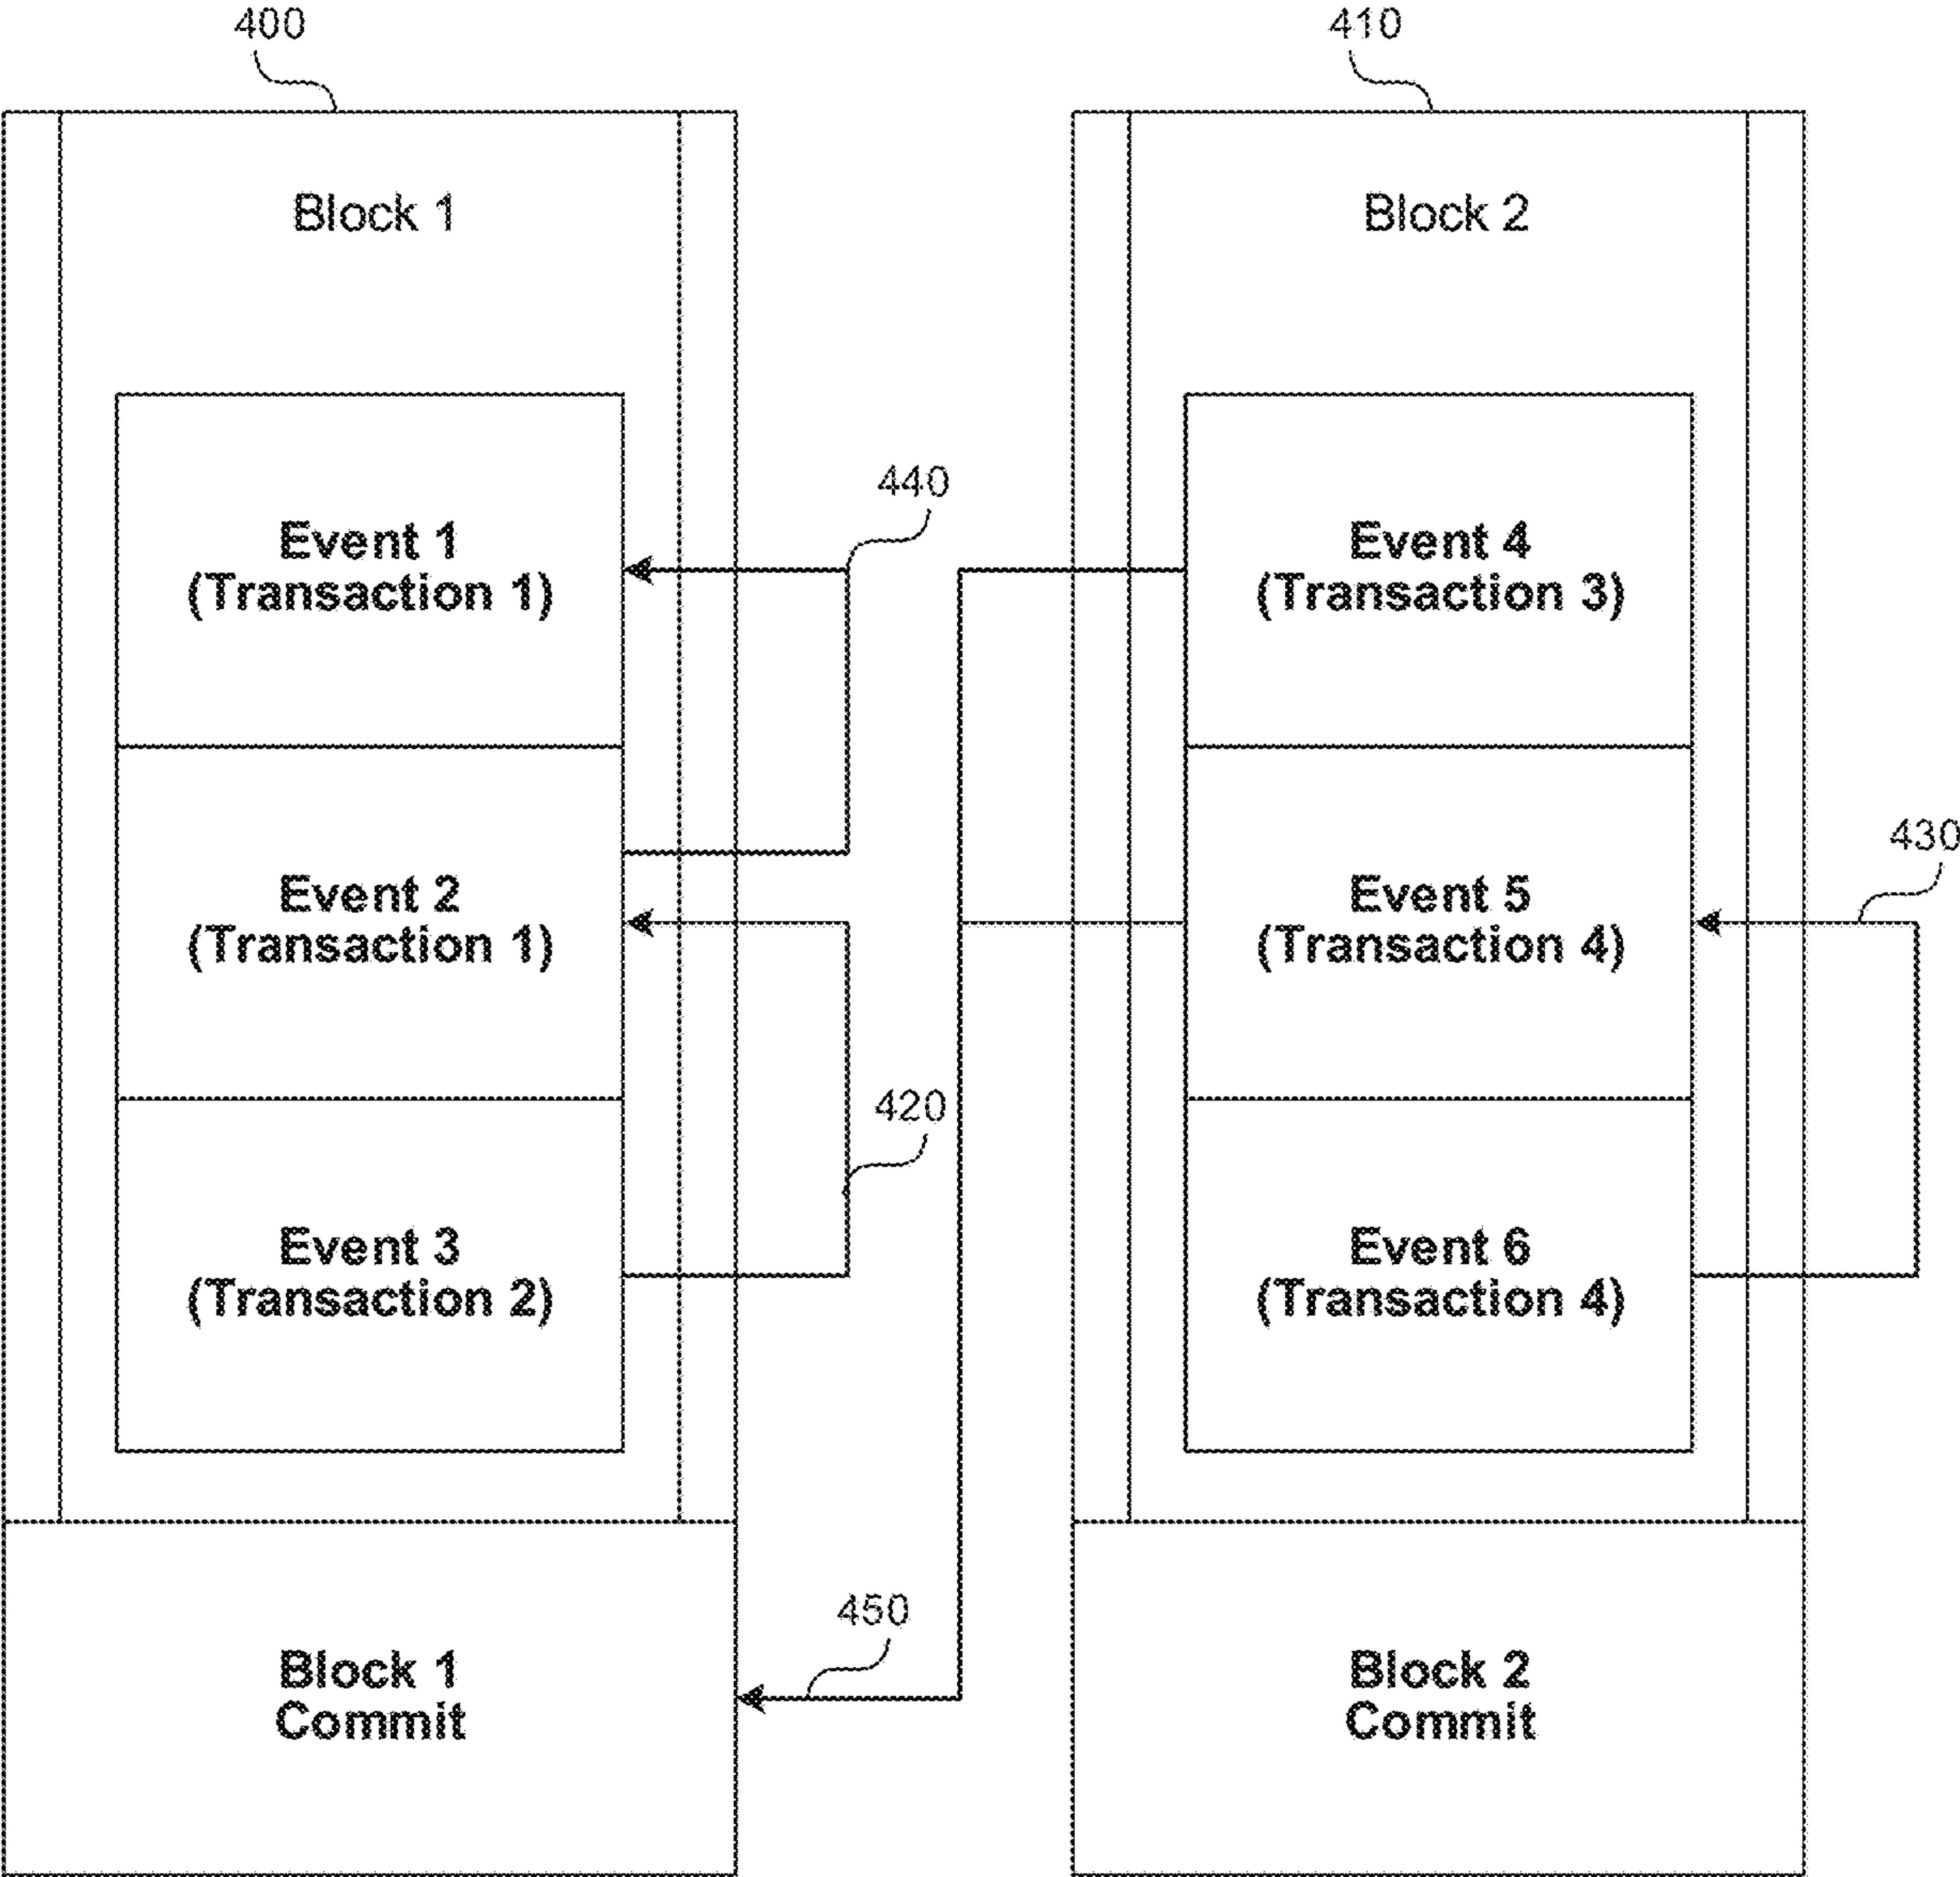 400
410
Block 1
Block 2
440
Event 1
(Transaction 1)
Event 4
(Transaction 3)
430
Event 2
(Transaction 1)
Event 5
(Transaction 4)
420
Event 3
(Transaction 2)
Event 6
(Transaction 4)
450
Block 1
Commit
Block 2
Commit